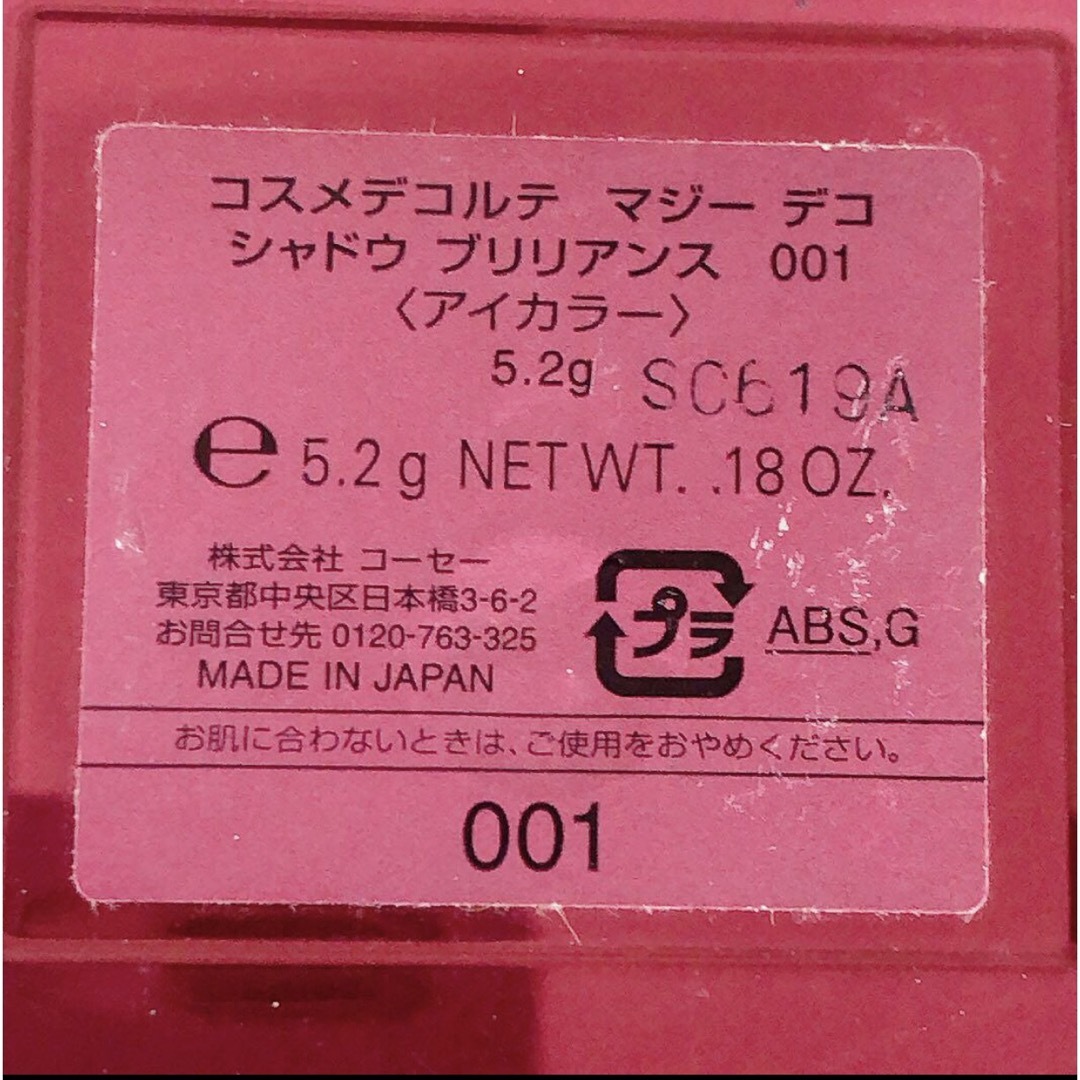 コスメデコルテ マジー デコ
シャドウ ブリリアンス 001
〈アイカラー〉
5.2g SC619A
℮ 5.2g NET WT. .18 OZ.
株式会社 コーセー
東京都中央区日本橋3-6-2
お問合せ先 0120-763-325
MADE IN JAPAN
プラ ABS,G
お肌に合わないときは、ご使用をおやめください。
001